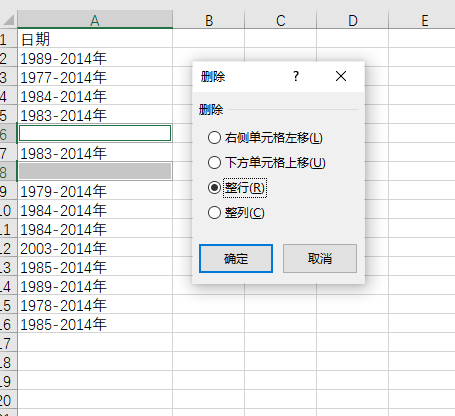 A B C D E
1 日期
2 1989-2014年
3 1977-2014年
4 1984-2014年
5 1983-2014年
6
7 1983-2014年
8
9 1979-2014年
10 1984-2014年
11 1984-2014年
12 2003-2014年
13 1985-2014年
14 1989-2014年
15 1978-2014年
16 1985-2014年
17
18
19
20
删除 ?
删除
右侧单元格左移(L)
下方单元格上移(U)
整行(R)
整列(C)
确定 取消